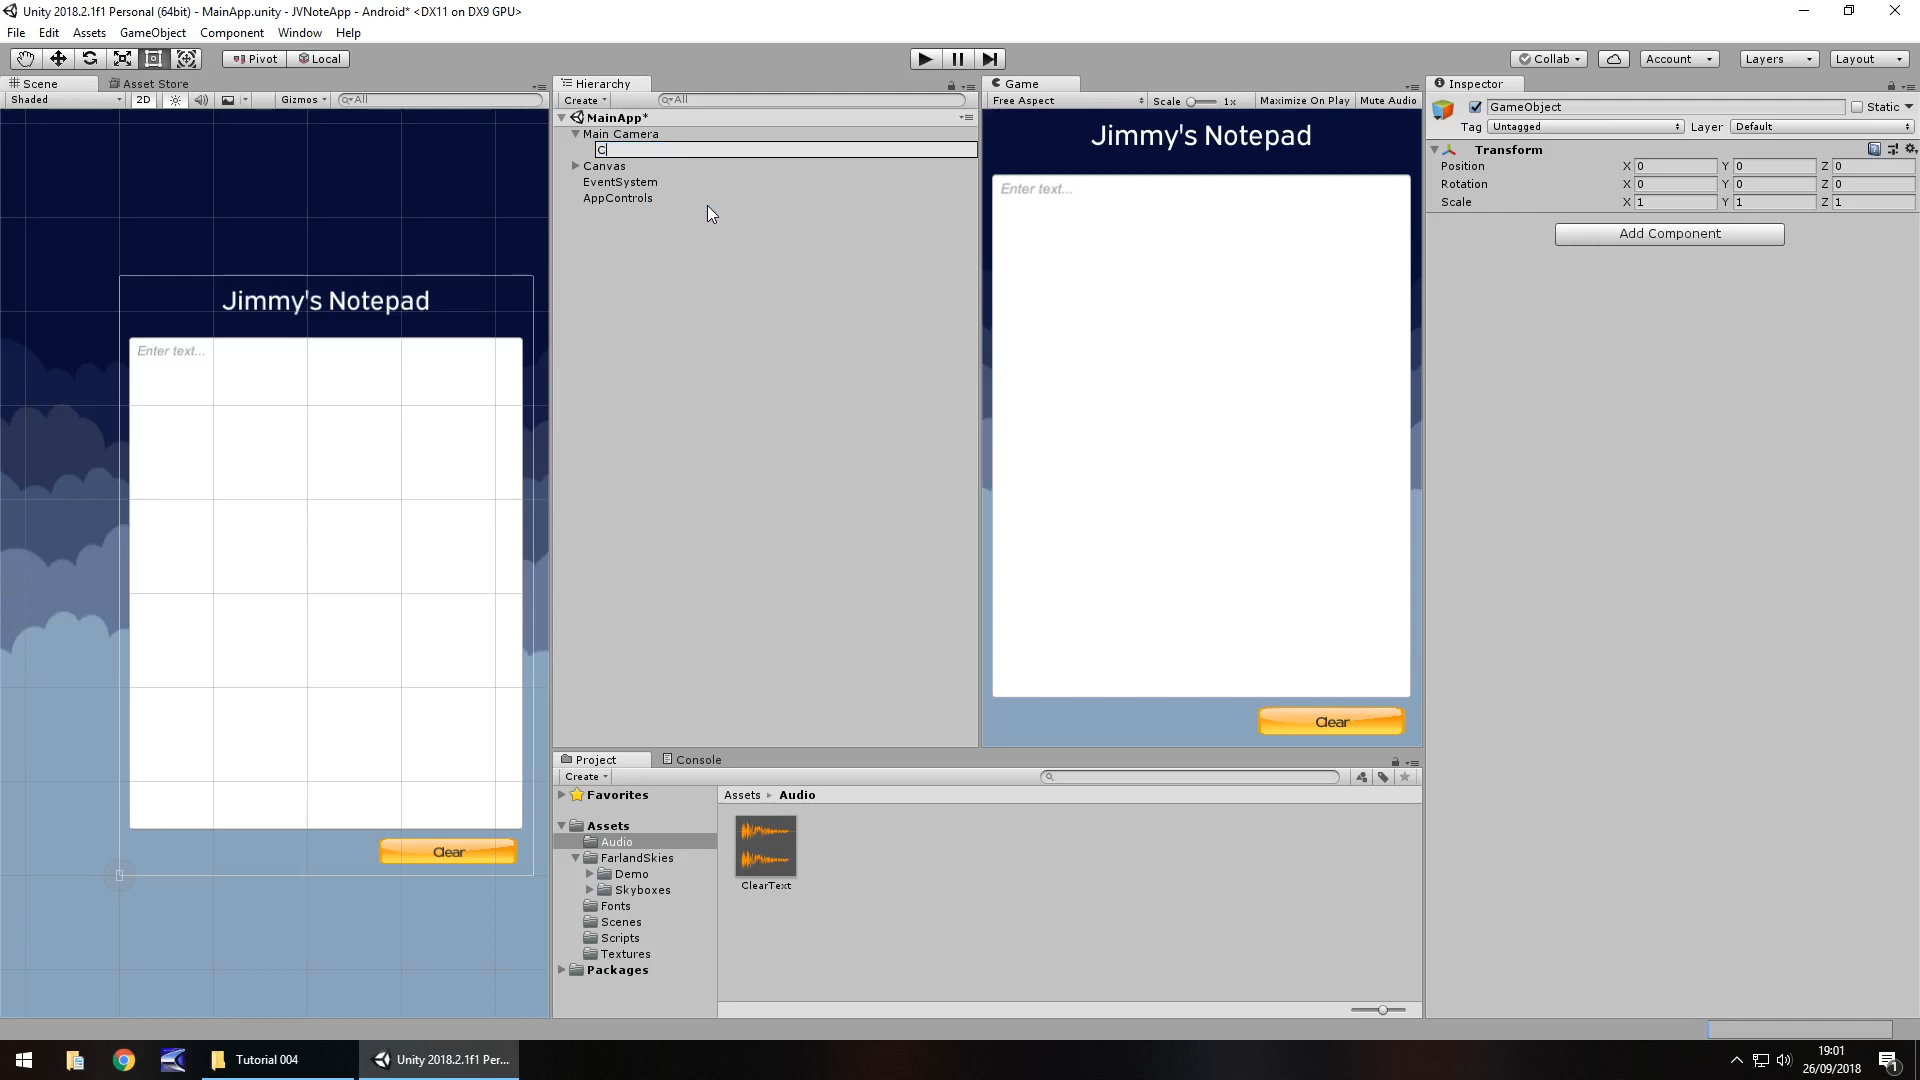 Unity 2018.2.1f1 Personal (64bit) - MainApp.unity - JVNoteApp - Android* <DX11 on DX9 GPU>
File Edit Assets GameObject Component Window Help
Pivot Local Collab Account Layers Layout
Scene Asset Store
Shaded 2D Gizmos All
Jimmy's Notepad
Enter text...
Clear
Hierarchy
Create All
MainApp*
Main Camera
C
Canvas
EventSystem
AppControls
Game
Free Aspect Scale 1x Maximize On Play Mute Audio
Jimmy's Notepad
Enter text...
Clear
Inspector
GameObject Static
Tag Untagged Layer Default
Transform
Position X 0 Y 0 Z 0
Rotation X 0 Y 0 Z 0
Scale X 1 Y 1 Z 1
Add Component
Project Console
Create
Favorites
Assets
Audio
FarlandSkies
Demo
Skyboxes
Fonts
Scenes
Scripts
Textures
Packages
Assets Audio
ClearText
Tutorial 004
Unity 2018.2.1f1 Per...
19:01
26/09/2018
1